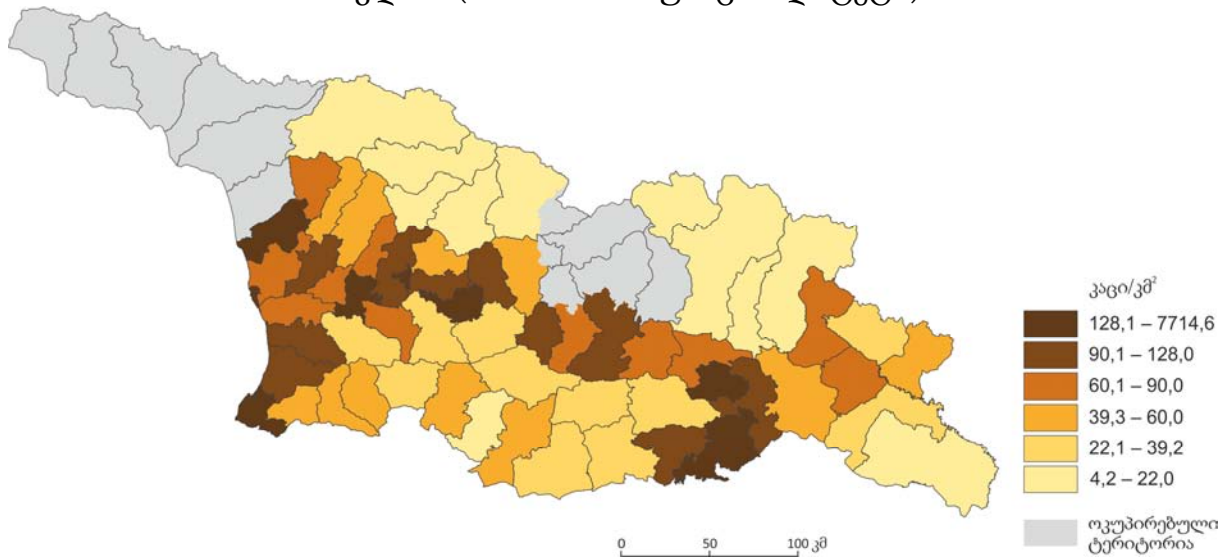 კაცი/კმ²
128,1 – 7714,6
90,1 – 128,0
60,1 – 90,0
39,3 – 60,0
22,1 – 39,2
4,2 – 22,0
ოკუპირებული
ტერიტორია
0 50 100 კმ